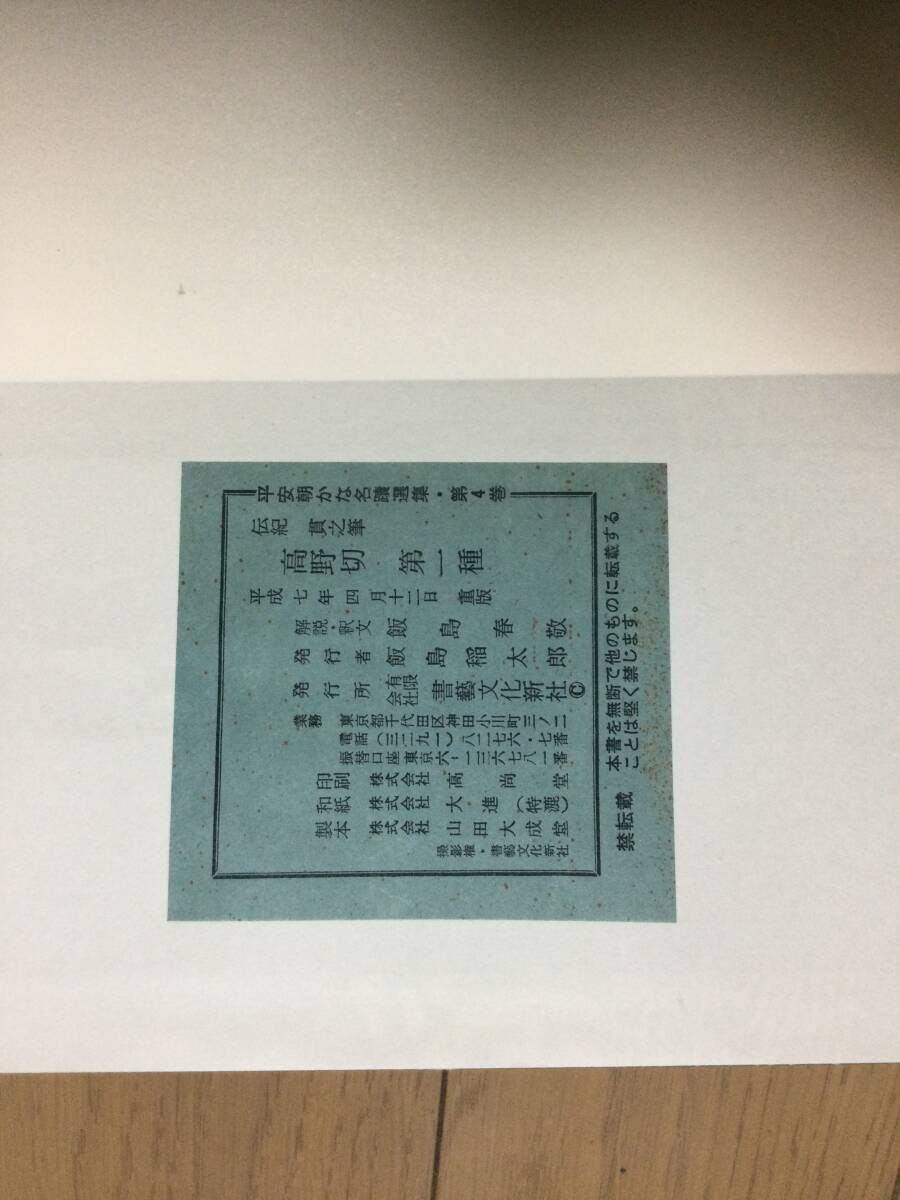 平安朝かな名蹟選集・第4巻
伝紀 貫之筆
高野切 第一種
平成七年四月十二日 重版
解説・釈文 飯島春敬
発行者 飯島稲太郎
発行所 有限会社 書藝文化新社 ©
業務 東京都千代田区神田小川町三ノ二
電話(三二九一)八二七六・七番
振替口座東京六-二三六七八一番
印刷 株式会社 高尚堂
和紙 株式会社 大進(特漉)
製本 株式会社 山田大成堂
撮影権・書藝文化新社
禁転載 本書を無断で他のものに転載する
ことは堅く禁じます。